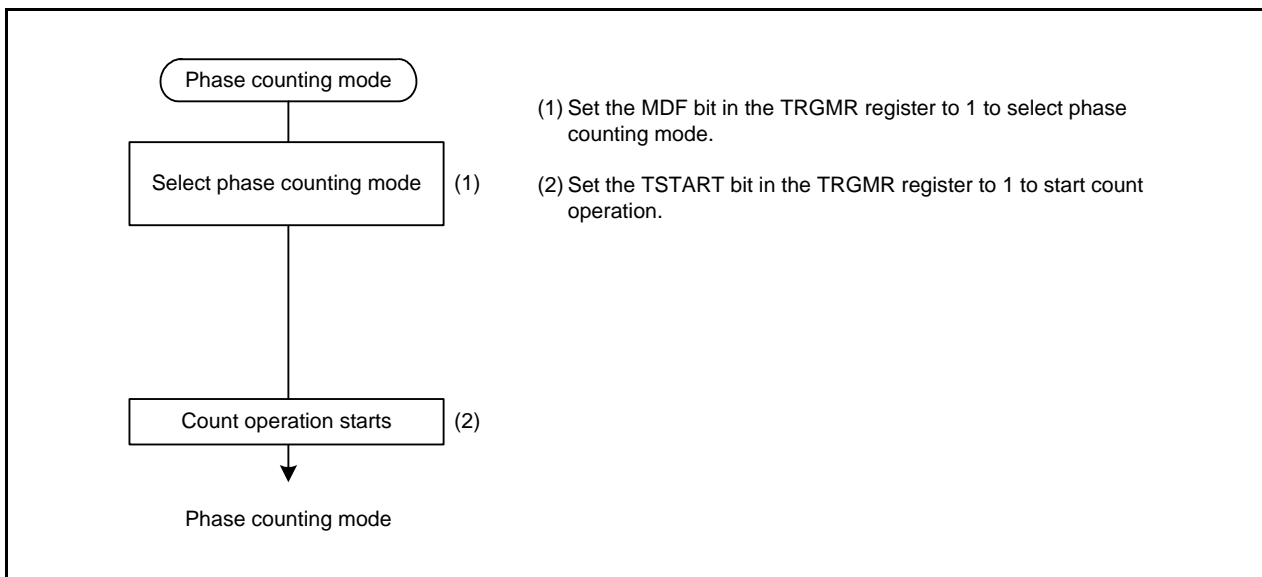 Phase counting mode
Select phase counting mode (1)
Count operation starts (2)
Phase counting mode
(1) Set the MDF bit in the TRGMR register to 1 to select phase
counting mode.
(2) Set the TSTART bit in the TRGMR register to 1 to start count
operation.